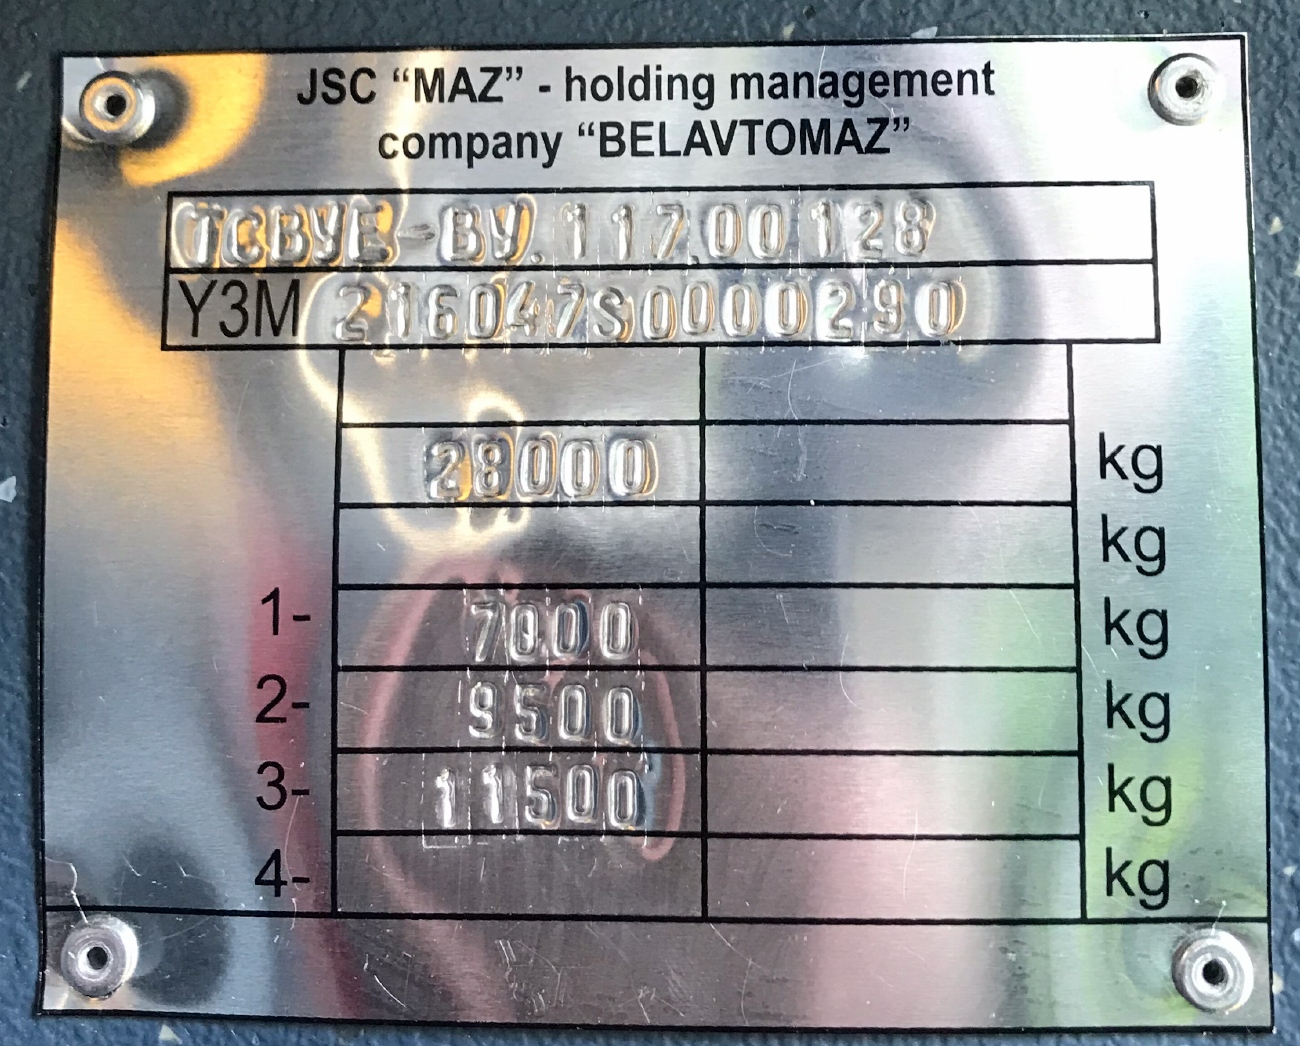 JSC “MAZ” - holding management
company “BELAVTOMAZ”
TCBYE-BY.117.00128
Y3M 216047S0000290
28000 kg
kg
1- 7000 kg
2- 9500 kg
3- 11500 kg
4- kg